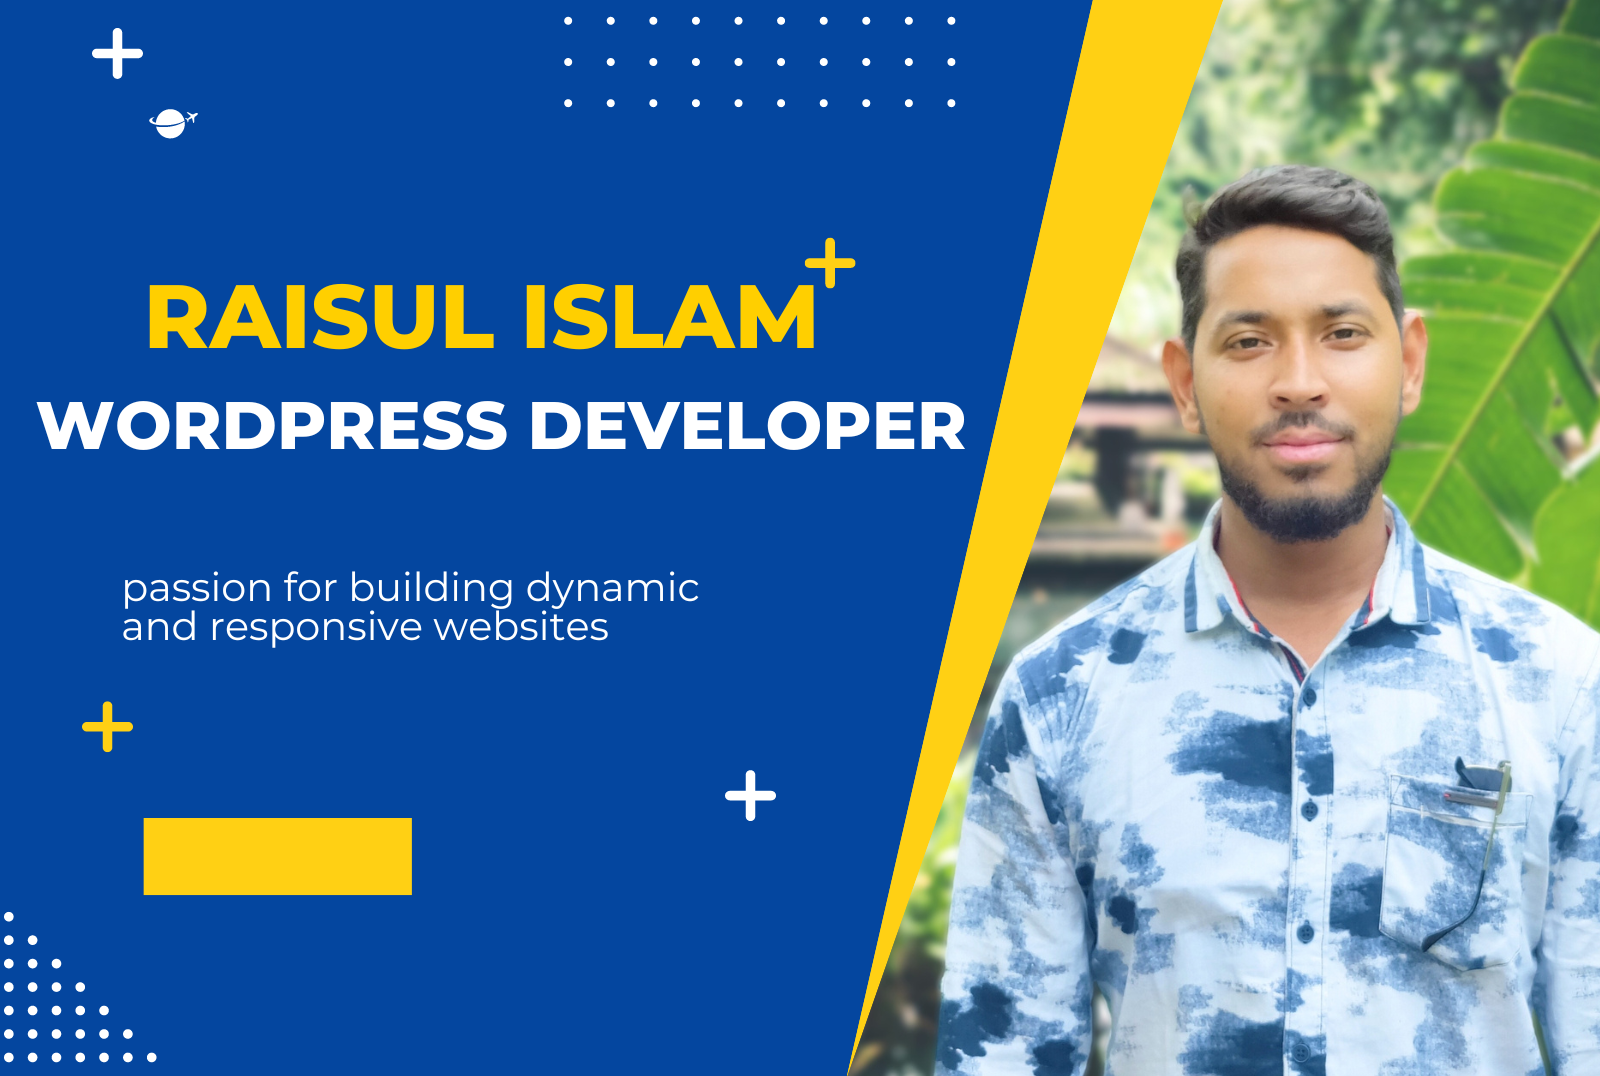 RAISUL ISLAM
WORDPRESS DEVELOPER
passion for building dynamic
and responsive websites